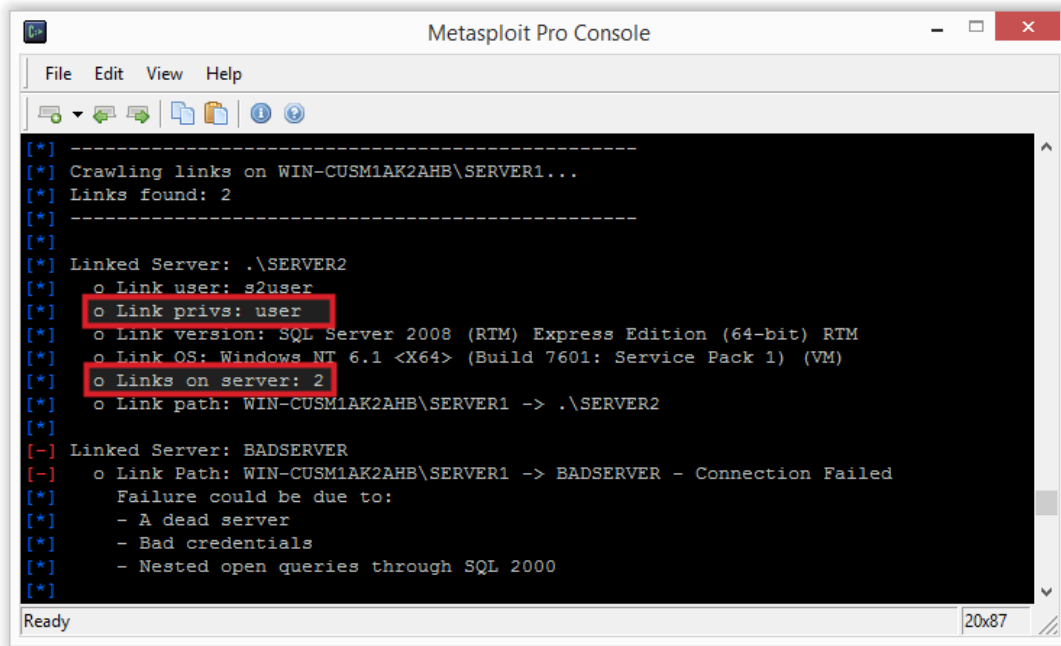 Metasploit Pro Console
File Edit View Help
[*] -------------------------------------------------
[*] Crawling links on WIN-CUSM1AK2AHB\SERVER1...
[*] Links found: 2
[*] -------------------------------------------------
[*]
[*] Linked Server: .\SERVER2
[*]   o Link user: s2user
[*]   o Link privs: user
[*]   o Link version: SQL Server 2008 (RTM) Express Edition (64-bit) RTM
[*]   o Link OS: Windows NT 6.1 <X64> (Build 7601: Service Pack 1) (VM)
[*]   o Links on server: 2
[*]   o Link path: WIN-CUSM1AK2AHB\SERVER1 -> .\SERVER2
[*]
[-] Linked Server: BADSERVER
[-]   o Link Path: WIN-CUSM1AK2AHB\SERVER1 -> BADSERVER - Connection Failed
[*]     Failure could be due to:
[*]     - A dead server
[*]     - Bad credentials
[*]     - Nested open queries through SQL 2000
[*]
Ready 20x87